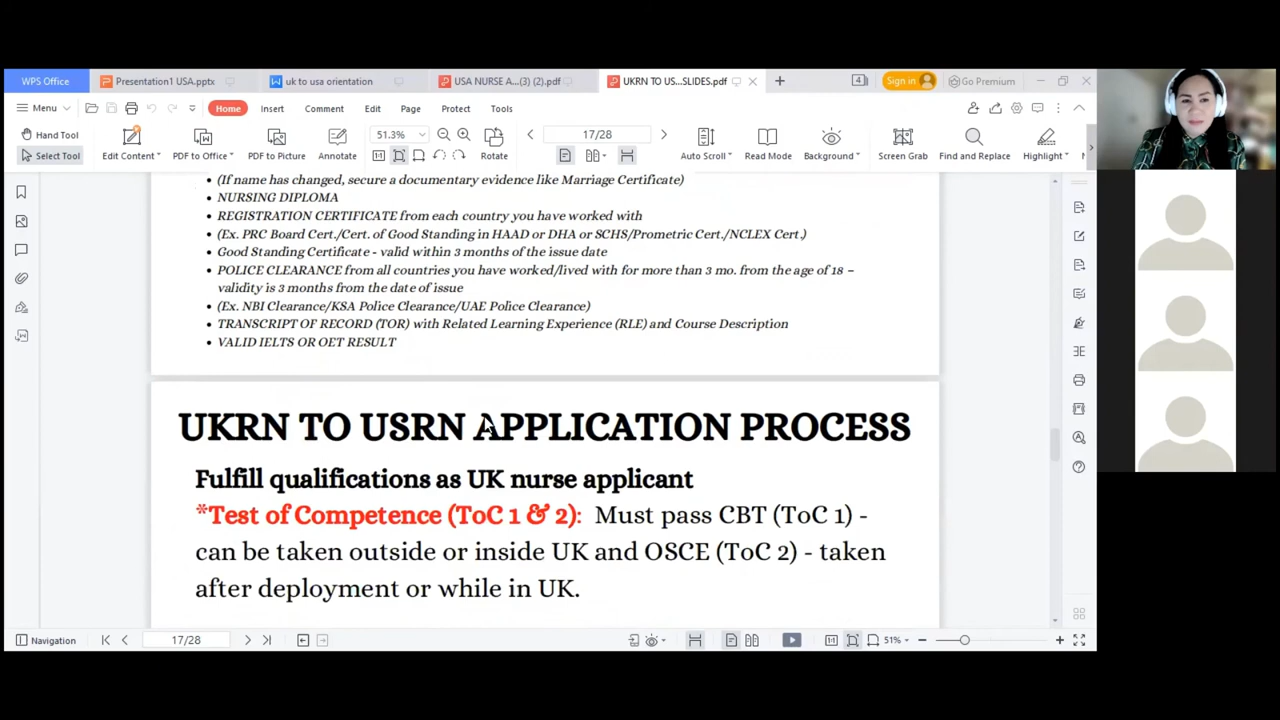 WPS Office
Presentation1 USA.pptx
uk to usa orientation
USA NURSE A...(3) (2).pdf
UKRN TO US...SLIDES.pdf
4
Sign in
Go Premium
Menu
Home
Insert
Comment
Edit
Page
Protect
Tools
Hand Tool
Select Tool
Edit Content
PDF to Office
PDF to Picture
Annotate
51.3%
Rotate
17/28
Auto Scroll
Read Mode
Background
Screen Grab
Find and Replace
Highlight
• (If name has changed, secure a documentary evidence like Marriage Certificate)
• NURSING DIPLOMA
• REGISTRATION CERTIFICATE from each country you have worked with
• (Ex. PRC Board Cert./Cert. of Good Standing in HAAD or DHA or SCHS/Prometric Cert./NCLEX Cert.)
• Good Standing Certificate - valid within 3 months of the issue date
• POLICE CLEARANCE from all countries you have worked/lived with for more than 3 mo. from the age of 18 –
validity is 3 months from the date of issue
• (Ex. NBI Clearance/KSA Police Clearance/UAE Police Clearance)
• TRANSCRIPT OF RECORD (TOR) with Related Learning Experience (RLE) and Course Description
• VALID IELTS OR OET RESULT
UKRN TO USRN APPLICATION PROCESS
Fulfill qualifications as UK nurse applicant
*Test of Competence (ToC 1 & 2): Must pass CBT (ToC 1) -
can be taken outside or inside UK and OSCE (ToC 2) - taken
after deployment or while in UK.
Navigation
17/28
51%